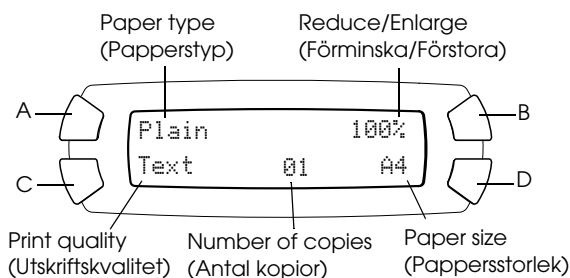 Paper type
(Papperstyp)
Reduce/Enlarge
(Förminska/Förstora)
A
B
Plain 100%
Text 01 A4
C
D
Print quality
(Utskriftskvalitet)
Number of copies
(Antal kopior)
Paper size
(Pappersstorlek)